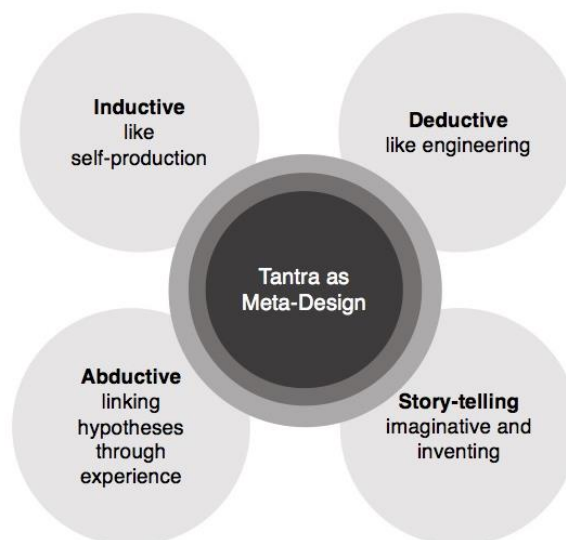 Inductive
like
self-production
Deductive
like engineering
Tantra as
Meta-Design
Abductive
linking
hypotheses
through
experience
Story-telling
imaginative and
inventing